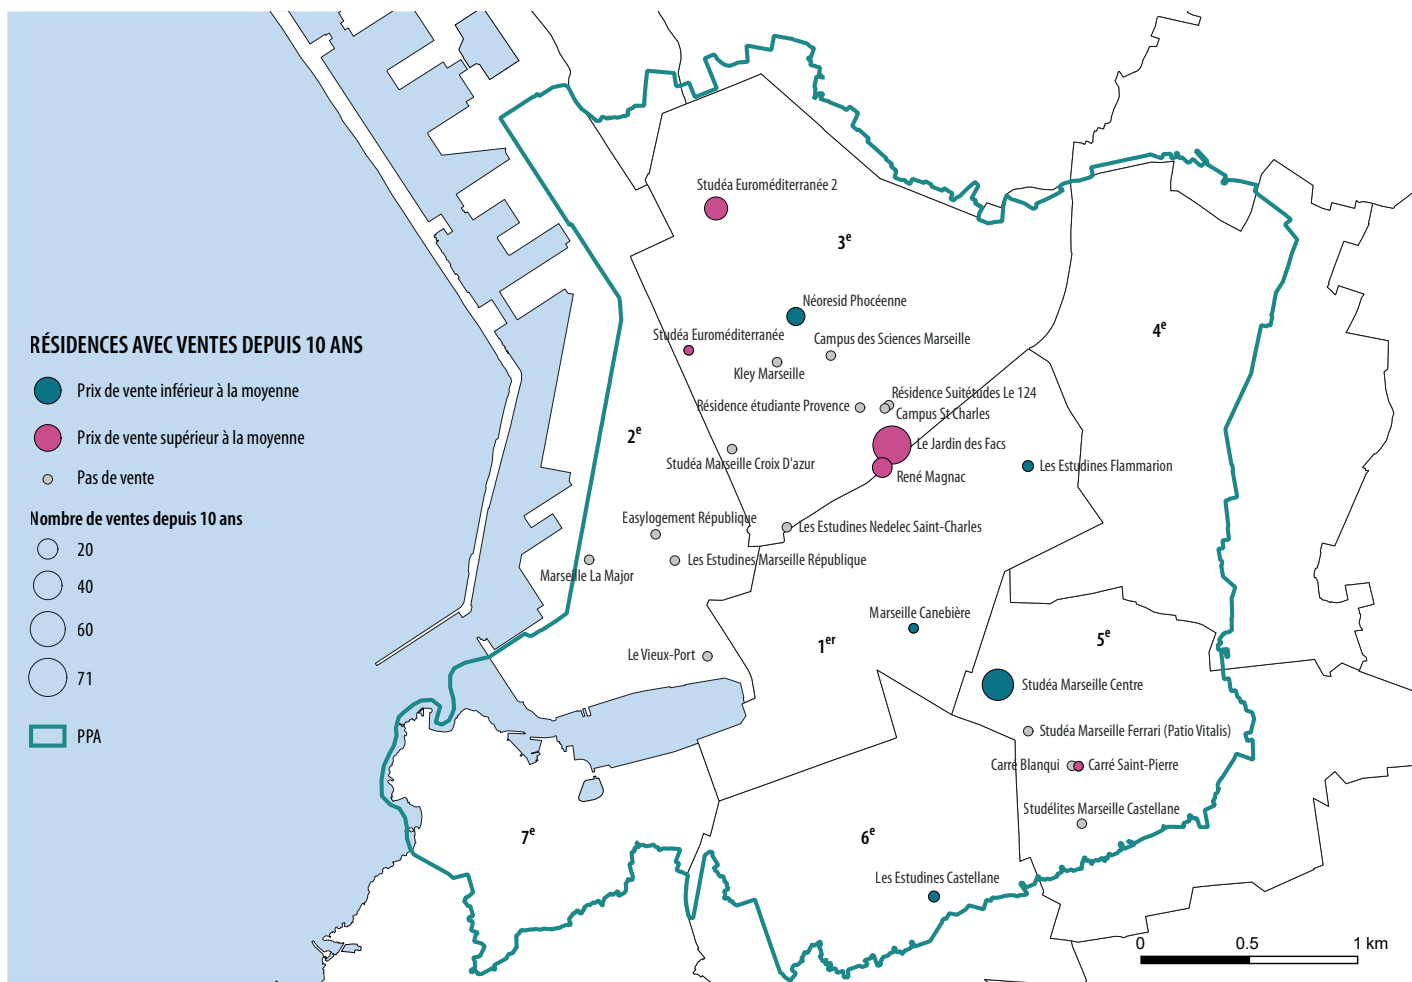 Studéa Euroméditerranée 2
3e
Néoresid Phocéenne
4e
RÉSIDENCES AVEC VENTES DEPUIS 10 ANS
Prix de vente inférieur à la moyenne
Prix de vente supérieur à la moyenne
Pas de vente
Nombre de ventes depuis 10 ans
20
40
60
71
PPA
Studéa Euroméditerranée
Campus des Sciences Marseille
Kley Marseille
Résidence Suitétudes Le 124
Résidence étudiante Provence
Campus St Charles
2e
Le Jardin des Facs
Studéa Marseille Croix D'azur
Les Estudines Flammarion
René Magnac
Easylogement République
Les Estudines Nedelec Saint-Charles
Les Estudines Marseille République
Marseille La Major
Marseille Canebière
1er
5e
Le Vieux-Port
Studéa Marseille Centre
Studéa Marseille Ferrari (Patio Vitalis)
Carré Blanqui
Carré Saint-Pierre
Studélites Marseille Castellane
7e
6e
Les Estudines Castellane
0 0.5 1 km